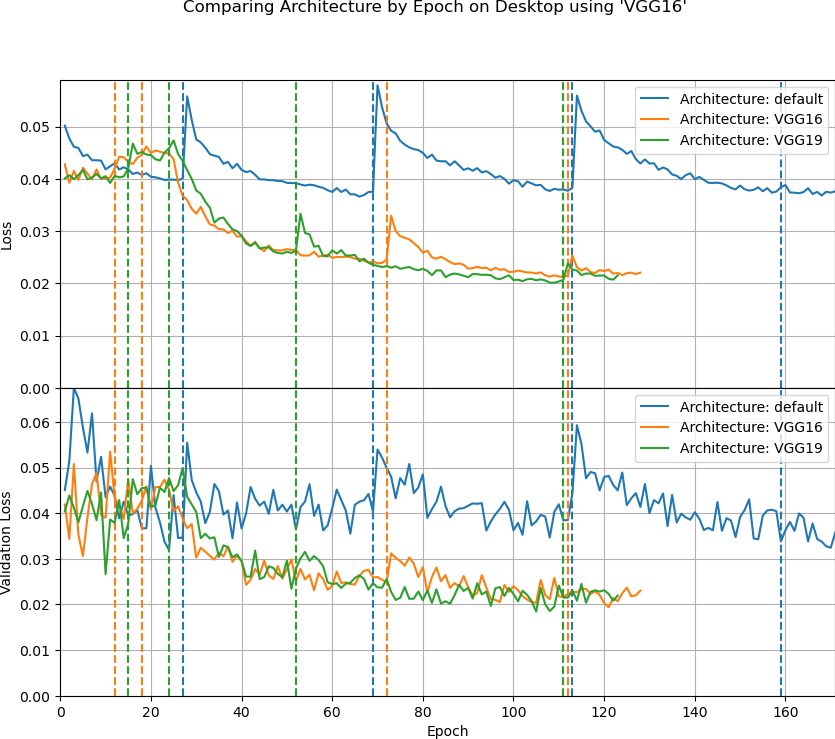 Comparing Architecture by Epoch on Desktop using 'VGG16'
Architecture: default
Architecture: VGG16
Architecture: VGG19
0.05
0.04
0.03
0.02
0.01
0.00
Loss
Architecture: default
Architecture: VGG16
Architecture: VGG19
0.06
0.05
0.04
0.03
0.02
0.01
0.00
Validation Loss
0 20 40 60 80 100 120 140 160
Epoch